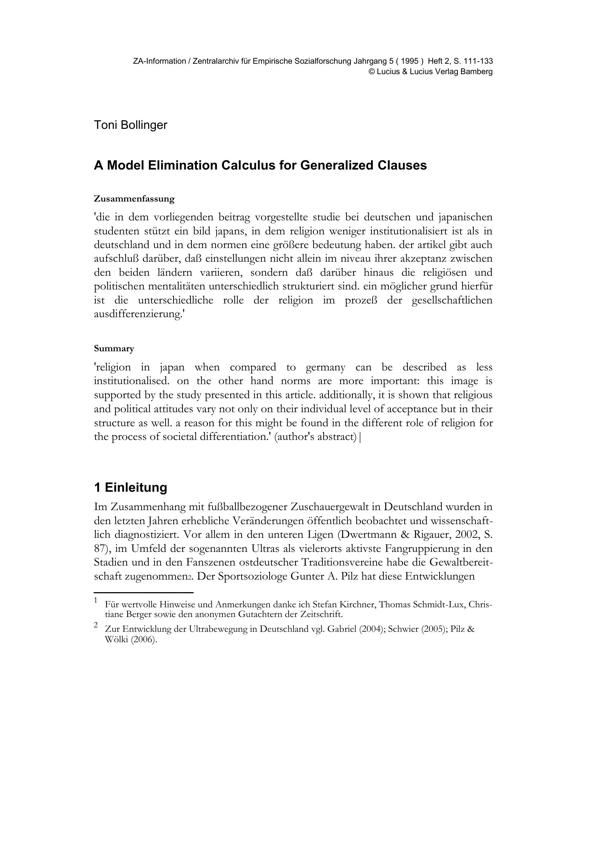 ZA-Information / Zentralarchiv für Empirische Sozialforschung Jahrgang 5 ( 1995 ) Heft 2, S. 111-133
© Lucius & Lucius Verlag Bamberg
Toni Bollinger
A Model Elimination Calculus for Generalized Clauses
Zusammenfassung
'die in dem vorliegenden beitrag vorgestellte studie bei deutschen und japanischen
studenten stützt ein bild japans, in dem religion weniger institutionalisiert ist als in
deutschland und in dem normen eine größere bedeutung haben. der artikel gibt auch
aufschluß darüber, daß einstellungen nicht allein im niveau ihrer akzeptanz zwischen
den beiden ländern variieren, sondern daß darüber hinaus die religiösen und
politischen mentalitäten unterschiedlich strukturiert sind. ein möglicher grund hierfür
ist die unterschiedliche rolle der religion im prozeß der gesellschaftlichen
ausdifferenzierung.'
Summary
'religion in japan when compared to germany can be described as less
institutionalised. on the other hand norms are more important: this image is
supported by the study presented in this article. additionally, it is shown that religious
and political attitudes vary not only on their individual level of acceptance but in their
structure as well. a reason for this might be found in the different role of religion for
the process of societal differentiation.' (author's abstract)|
1 Einleitung
Im Zusammenhang mit fußballbezogener Zuschauergewalt in Deutschland wurden in
den letzten Jahren erhebliche Veränderungen öffentlich beobachtet und wissenschaft-
lich diagnostiziert. Vor allem in den unteren Ligen (Dwertmann & Rigauer, 2002, S.
87), im Umfeld der sogenannten Ultras als vielerorts aktivste Fangruppierung in den
Stadien und in den Fanszenen ostdeutscher Traditionsvereine habe die Gewaltbereit-
schaft zugenommen2. Der Sportsoziologe Gunter A. Pilz hat diese Entwicklungen
1 Für wertvolle Hinweise und Anmerkungen danke ich Stefan Kirchner, Thomas Schmidt-Lux, Chris-
tiane Berger sowie den anonymen Gutachtern der Zeitschrift.
2 Zur Entwicklung der Ultrabewegung in Deutschland vgl. Gabriel (2004); Schwier (2005); Pilz &
Wölki (2006).